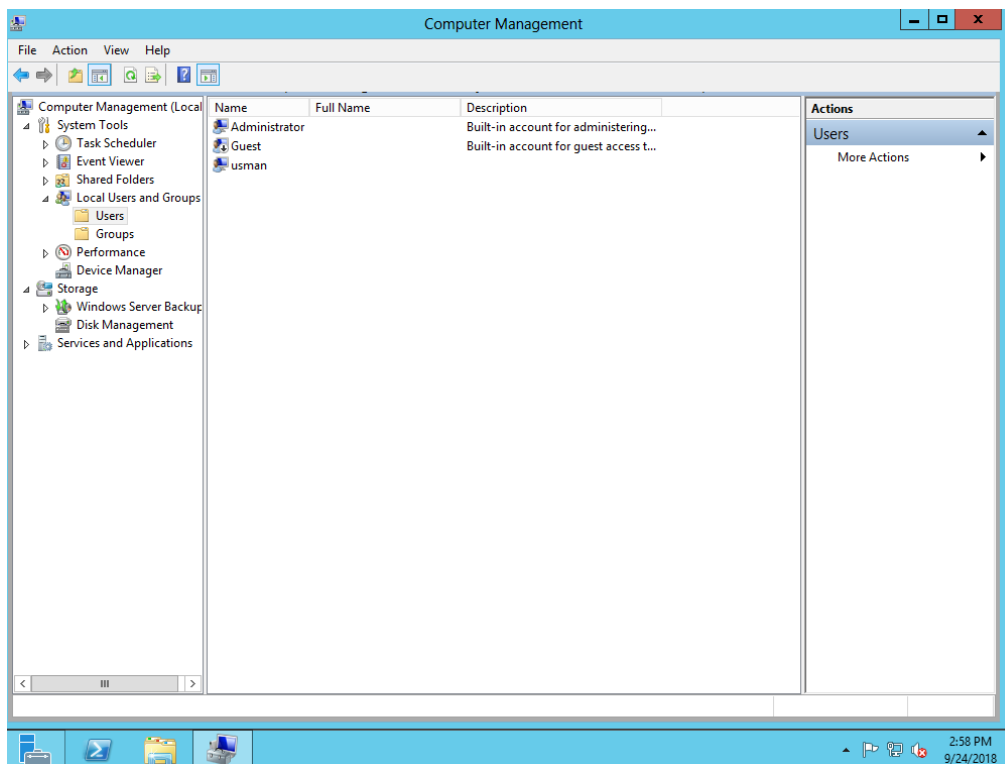 Computer Management
File Action View Help
Computer Management (Local
System Tools
Task Scheduler
Event Viewer
Shared Folders
Local Users and Groups
Users
Groups
Performance
Device Manager
Storage
Windows Server Backup
Disk Management
Services and Applications
Name Full Name Description
Administrator Built-in account for administering...
Guest Built-in account for guest access t...
usman
Actions
Users
More Actions
2:58 PM
9/24/2018